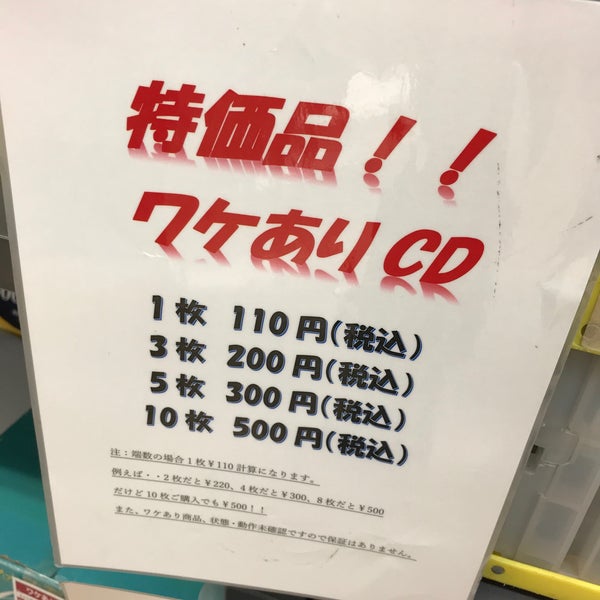 特価品！！
ワケありCD
1枚 110円(税込)
3枚 200円(税込)
5枚 300円(税込)
10枚 500円(税込)
注：端数の場合1枚¥110計算になります。
例えば・・2枚だと¥220、4枚だと¥300、8枚だと¥500
だけど10枚ご購入でも¥500！！
また、ワケあり商品、状態・動作未確認ですので保証はありません。
ワケあり